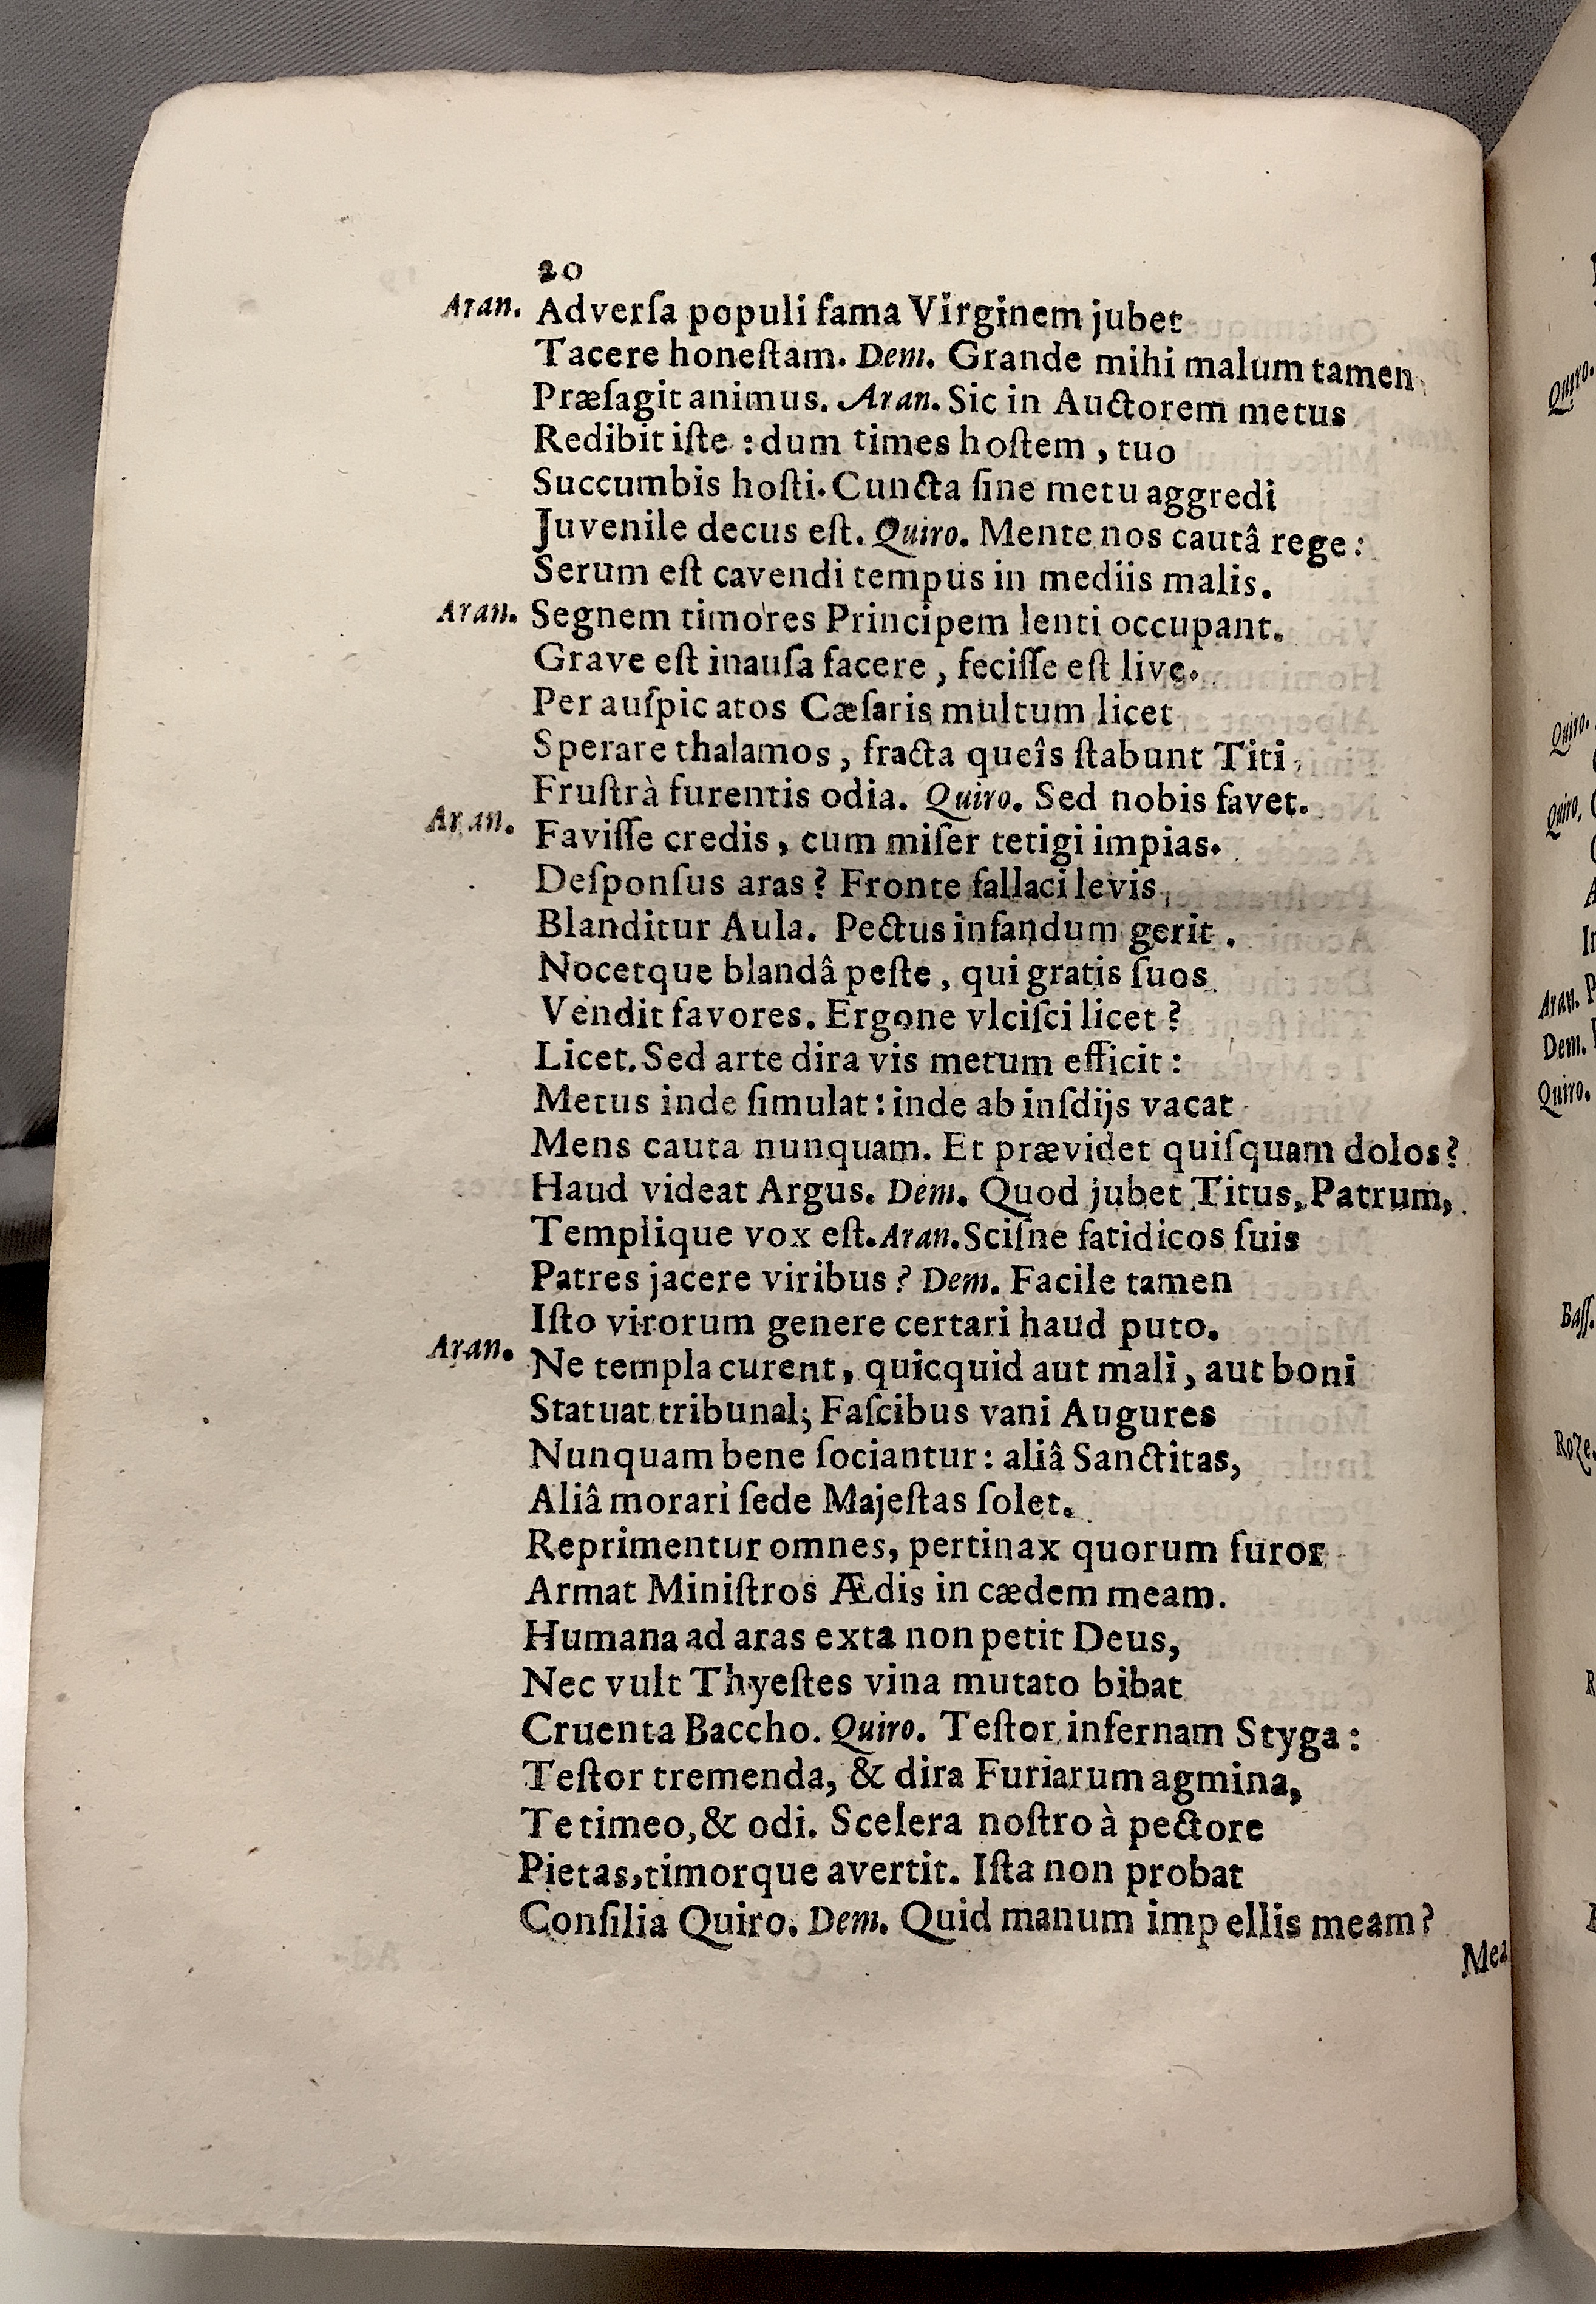 20
Aran. Adverſa populi fama Virginem jubet
Tacere honeſtam. Dem. Grande mihi malum tamen
Præſagit animus. Aran. Sic in Auctorem metus
Redibit iſte : dum times hoſtem , tuo
Succumbis hoſti. Cuncta ſine metu aggredi
Juvenile decus eſt. Quiro. Mente nos cautâ rege :
Serum eſt cavendi tempus in mediis malis.
Aran. Segnem timores Principem lenti occupant.
Grave eſt inauſa facere , feciſſe eſt live.
Per auſpicatos Cæſaris multum licet
Sperare thalamos , fracta queîs ſtabunt Titi
Fruſtrà furentis odia. Quiro. Sed nobis favet.
Aran. Faviſſe credis , cum miſer tetigi impias.
Deſponſus aras ? Fronte fallaci levis
Blanditur Aula. Pectus infandum gerit .
Nocetque blandâ peſte , qui gratis ſuos
Vendit favores. Ergone vlciſci licet ?
Licet. Sed arte dira vis metum efficit :
Metus inde ſimulat : inde ab inſdijs vacat
Mens cauta nunquam. Et prævidet quiſquam dolos ?
Haud videat Argus. Dem. Quod jubet Titus, Patrum,
Templique vox eſt. Aran. Sciſne fatidicos ſuis
Patres jacere viribus ? Dem. Facile tamen
Iſto virorum genere certari haud puto.
Aran. Ne templa curent , quicquid aut mali , aut boni
Statuat tribunal; Faſcibus vani Augures
Nunquam bene ſociantur : aliâ Sanctitas,
Aliâ morari ſede Majeſtas ſolet.
Reprimentur omnes, pertinax quorum furor
Armat Miniſtros Ædis in cædem meam.
Humana ad aras exta non petit Deus,
Nec vult Thyeſtes vina mutato bibat
Cruenta Baccho. Quiro. Teſtor infernam Styga :
Teſtor tremenda, & dira Furiarum agmina,
Te timeo, & odi. Scelera noſtro à pectore
Pietas, timorque avertit. Iſta non probat
Conſilia Quiro. Dem. Quid manum imp ellis meam ?
Mea
Quiro.
Quiro.
Quiro,
Aran.
Dem.
Quiro.
Baſſ.
Roze.